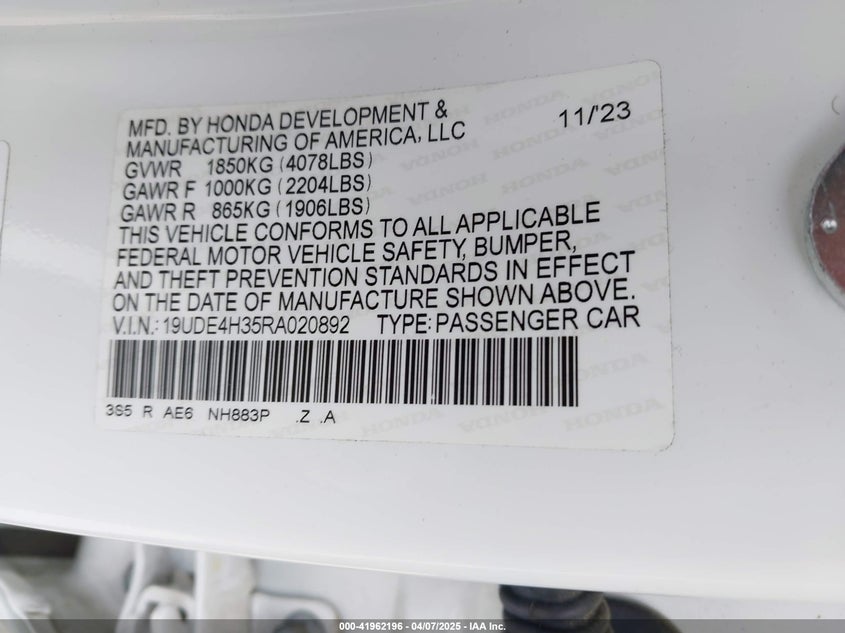 MFD. BY HONDA DEVELOPMENT &
MANUFACTURING OF AMERICA, LLC 11/'23
GVWR 1850KG (4078LBS)
GAWR F 1000KG (2204LBS)
GAWR R 865KG (1906LBS)
THIS VEHICLE CONFORMS TO ALL APPLICABLE
FEDERAL MOTOR VEHICLE SAFETY, BUMPER,
AND THEFT PREVENTION STANDARDS IN EFFECT
ON THE DATE OF MANUFACTURE SHOWN ABOVE.
V.I.N.: 19UDE4H35RA020892 TYPE: PASSENGER CAR
3S5 R AE6 NH883P .Z .A
000-41962196 - 04/07/2025 - IAA Inc.